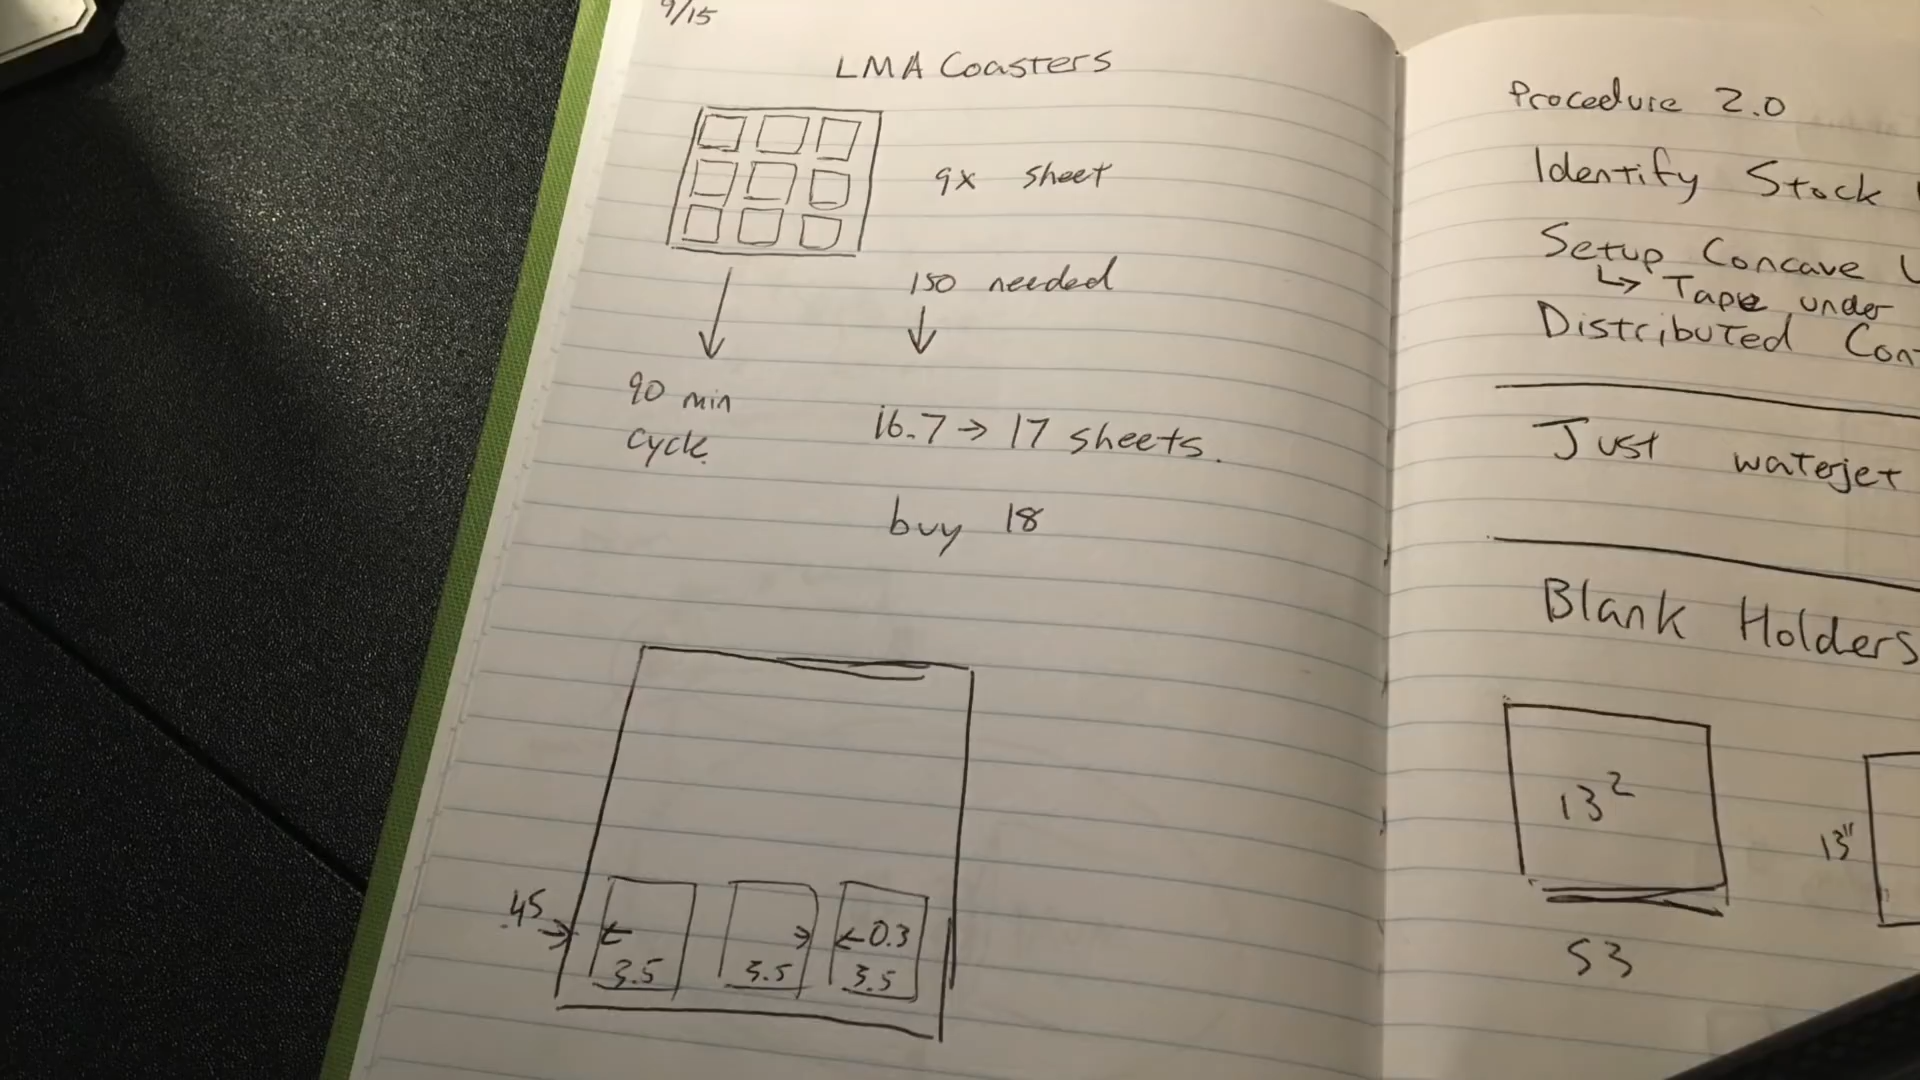 9/15
LMA Coasters
9x sheet
150 needed
90 min
cycle
16.7 → 17 sheets.
buy 18
.45
0.3
3.5 3.5 3.5
Procedure 2.0
Identify Stock
Setup Concave
↳ Tape under
Distributed
Just waterjet
Blank Holders
13²
13"
S3